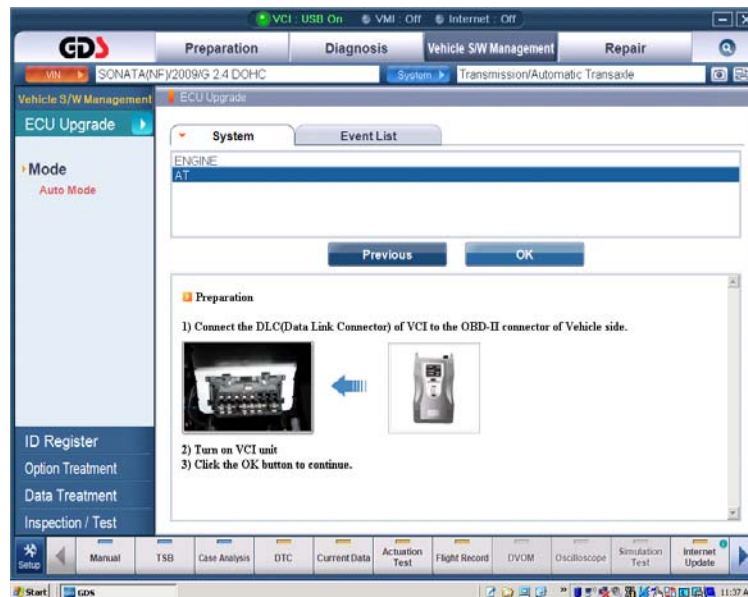 VCI : USB On VMI : Off Internet : Off
GDS Preparation Diagnosis Vehicle S/W Management Repair
VIN SONATA(NF)/2009/G 2.4 DOHC System Transmission/Automatic Transaxle
Vehicle S/W Management
ECU Upgrade
ECU Upgrade
Mode
Auto Mode
System Event List
ENGINE
AT
Previous OK
Preparation
1) Connect the DLC(Data Link Connector) of VCI to the OBD-II connector of Vehicle side.
2) Turn on VCI unit
3) Click the OK button to continue.
ID Register
Option Treatment
Data Treatment
Inspection / Test
Setup Manual TSB Case Analysis DTC Current Data Actuation Test Flight Record DVOM Oscilloscope Simulation Test Internet Update
Start GDS 11:37 A